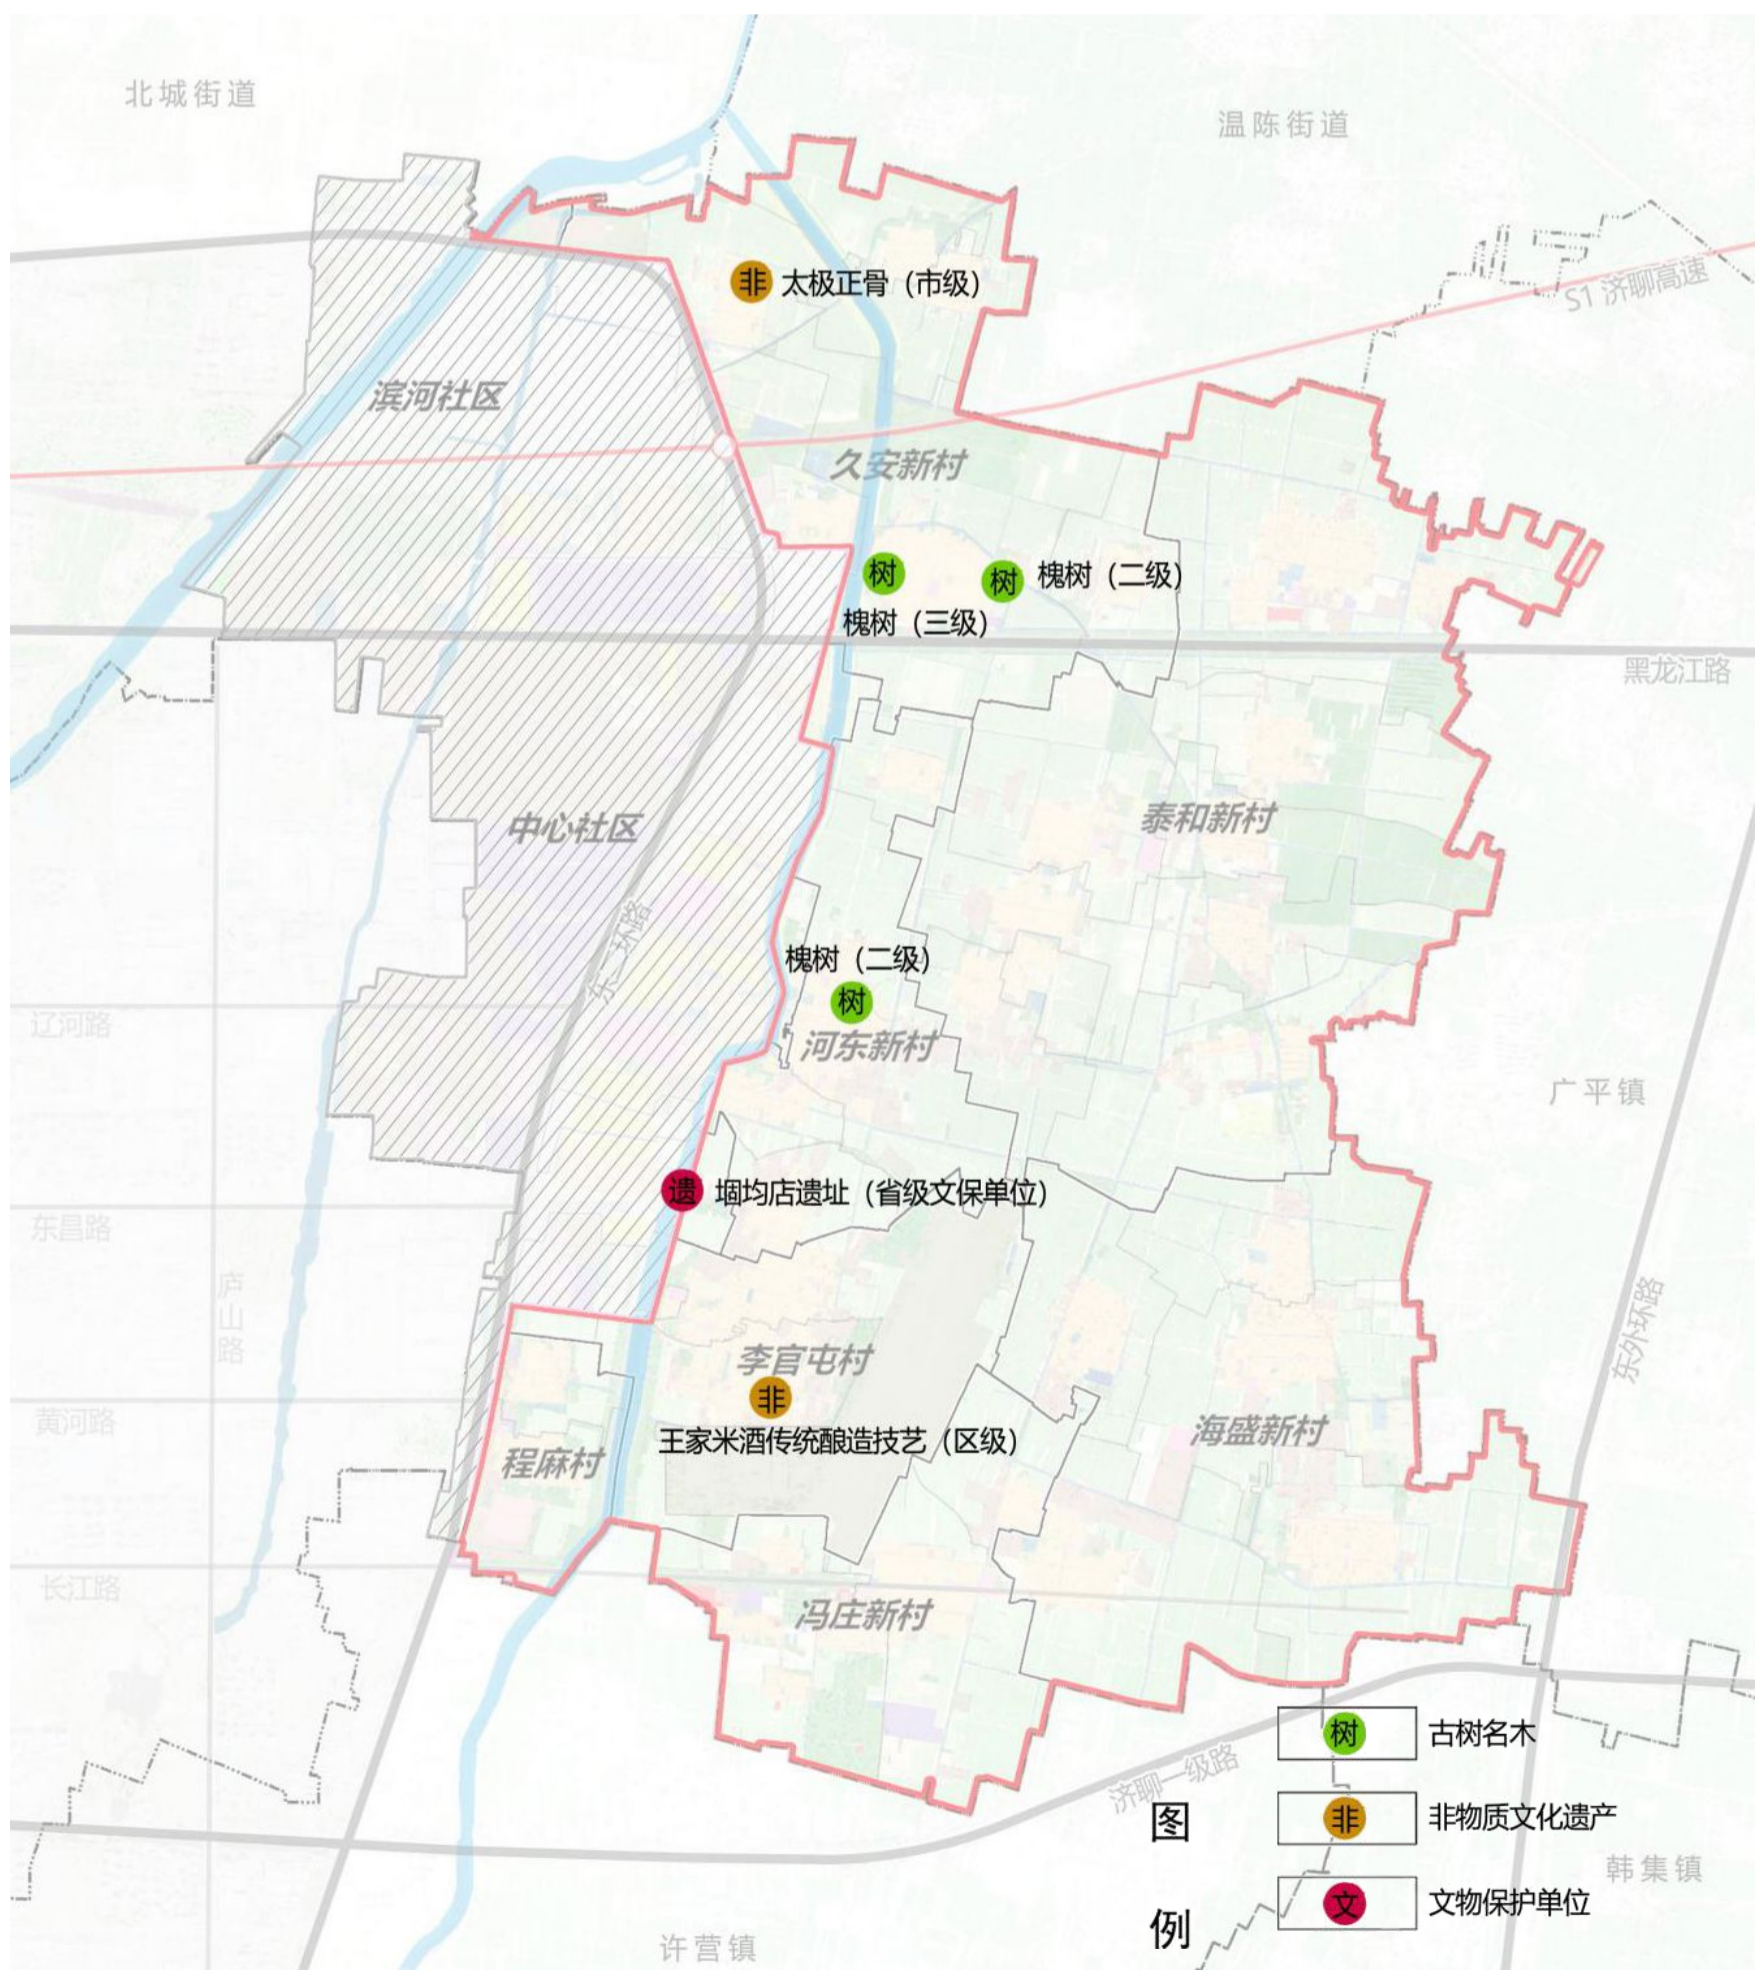 北城街道
温陈街道
S1 济聊高速
非 太极正骨（市级）
滨河社区
久安新村
树
树 槐树（二级）
槐树（三级）
黑龙江路
泰和新村
中心社区
东二环路
槐树（二级）
树
河东新村
辽河路
广平镇
遗 堌均店遗址（省级文保单位）
东昌路
庐山路
东外环路
李官屯村
非
王家米酒传统酿造技艺（区级）
黄河路
海盛新村
程麻村
长江路
冯庄新村
济聊一级路
图例
树 古树名木
非 非物质文化遗产
文 文物保护单位
韩集镇
许营镇